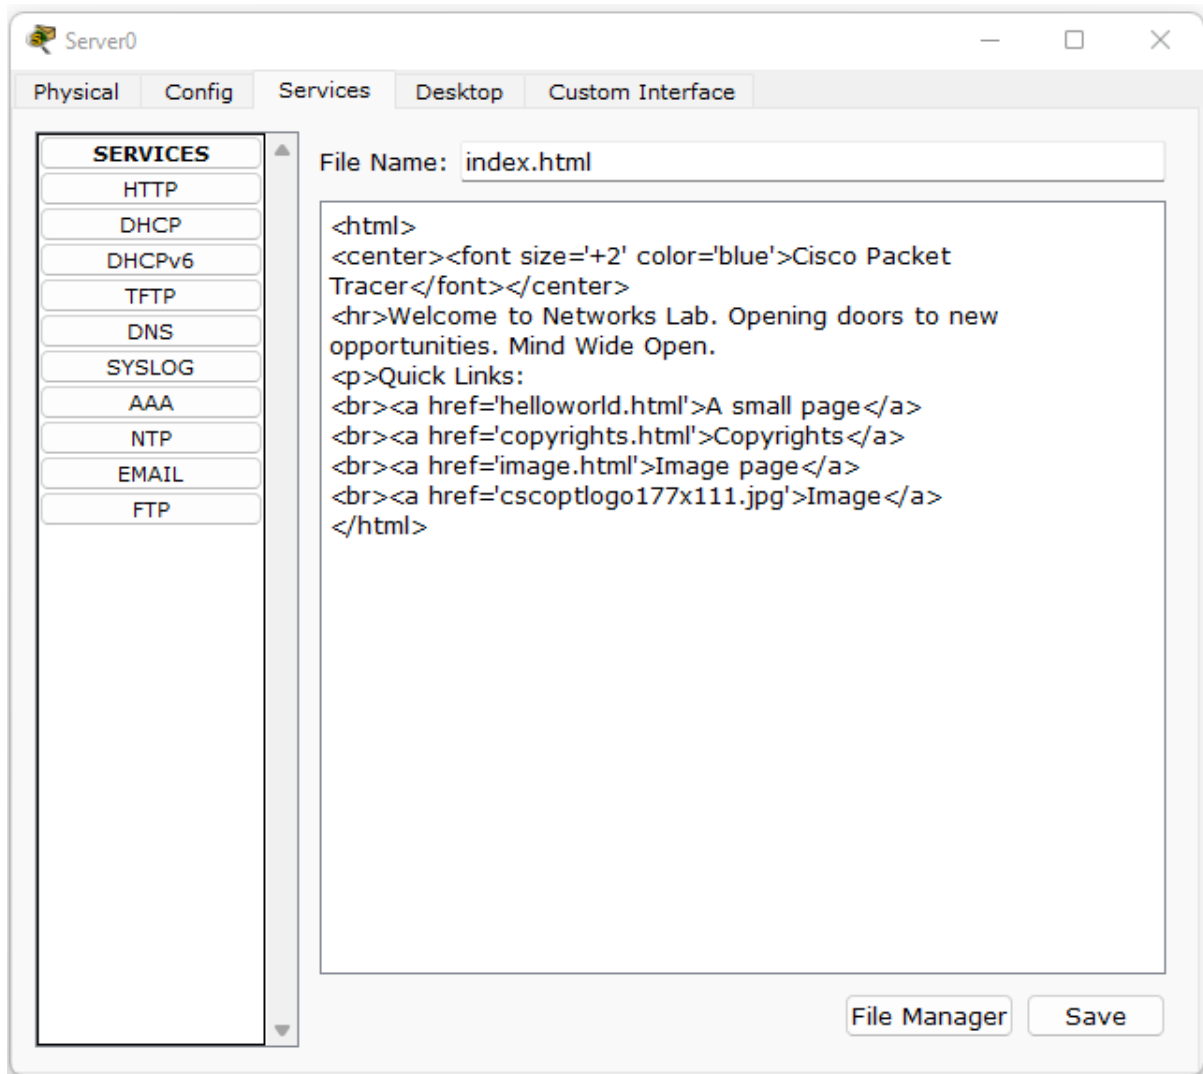 Server0
Physical Config Services Desktop Custom Interface
SERVICES
HTTP
DHCP
DHCPv6
TFTP
DNS
SYSLOG
AAA
NTP
EMAIL
FTP
File Name: index.html
<html>
<center><font size='+2' color='blue'>Cisco Packet
Tracer</font></center>
<hr>Welcome to Networks Lab. Opening doors to new
opportunities. Mind Wide Open.
<p>Quick Links:
<br><a href='helloworld.html'>A small page</a>
<br><a href='copyrights.html'>Copyrights</a>
<br><a href='image.html'>Image page</a>
<br><a href='cscoptlogo177x111.jpg'>Image</a>
</html>
File Manager Save